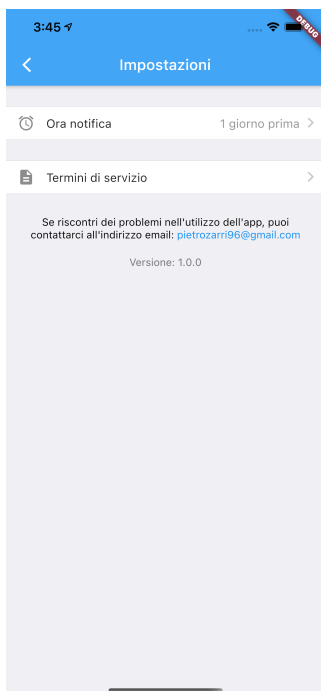 3:45
DEBUG
Impostazioni
Ora notifica 1 giorno prima
Termini di servizio
Se riscontri dei problemi nell'utilizzo dell'app, puoi
contattarci all'indirizzo email: pietrozarri96@gmail.com
Versione: 1.0.0